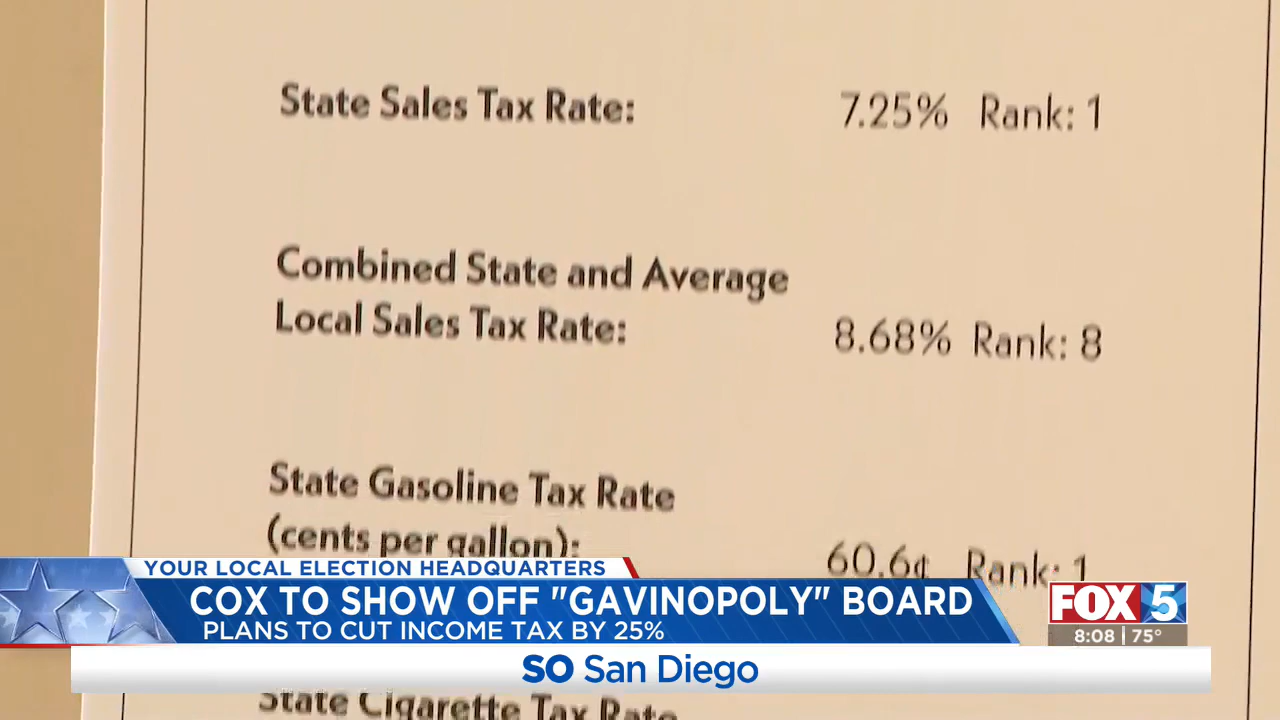 State Sales Tax Rate: 7.25% Rank: 1
Combined State and Average
Local Sales Tax Rate: 8.68% Rank: 8
State Gasoline Tax Rate
(cents per gallon): 60.6¢ Rank: 1
YOUR LOCAL ELECTION HEADQUARTERS
COX TO SHOW OFF "GAVINOPOLY" BOARD
PLANS TO CUT INCOME TAX BY 25%
FOX 5
8:08 | 75°
SO San Diego
State Cigarette Tax Rate